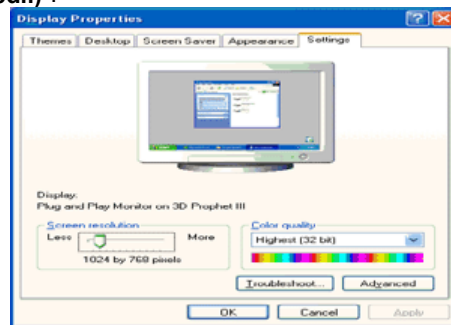 Display Properties
Themes Desktop Screen Saver Appearance Settings
Display:
Plug and Play Monitor on 3D Prophet III
Screen resolution
Color quality
Less More
Highest (32 bit)
1024 by 768 pixels
Troubleshoot... Advanced
OK Cancel Apply